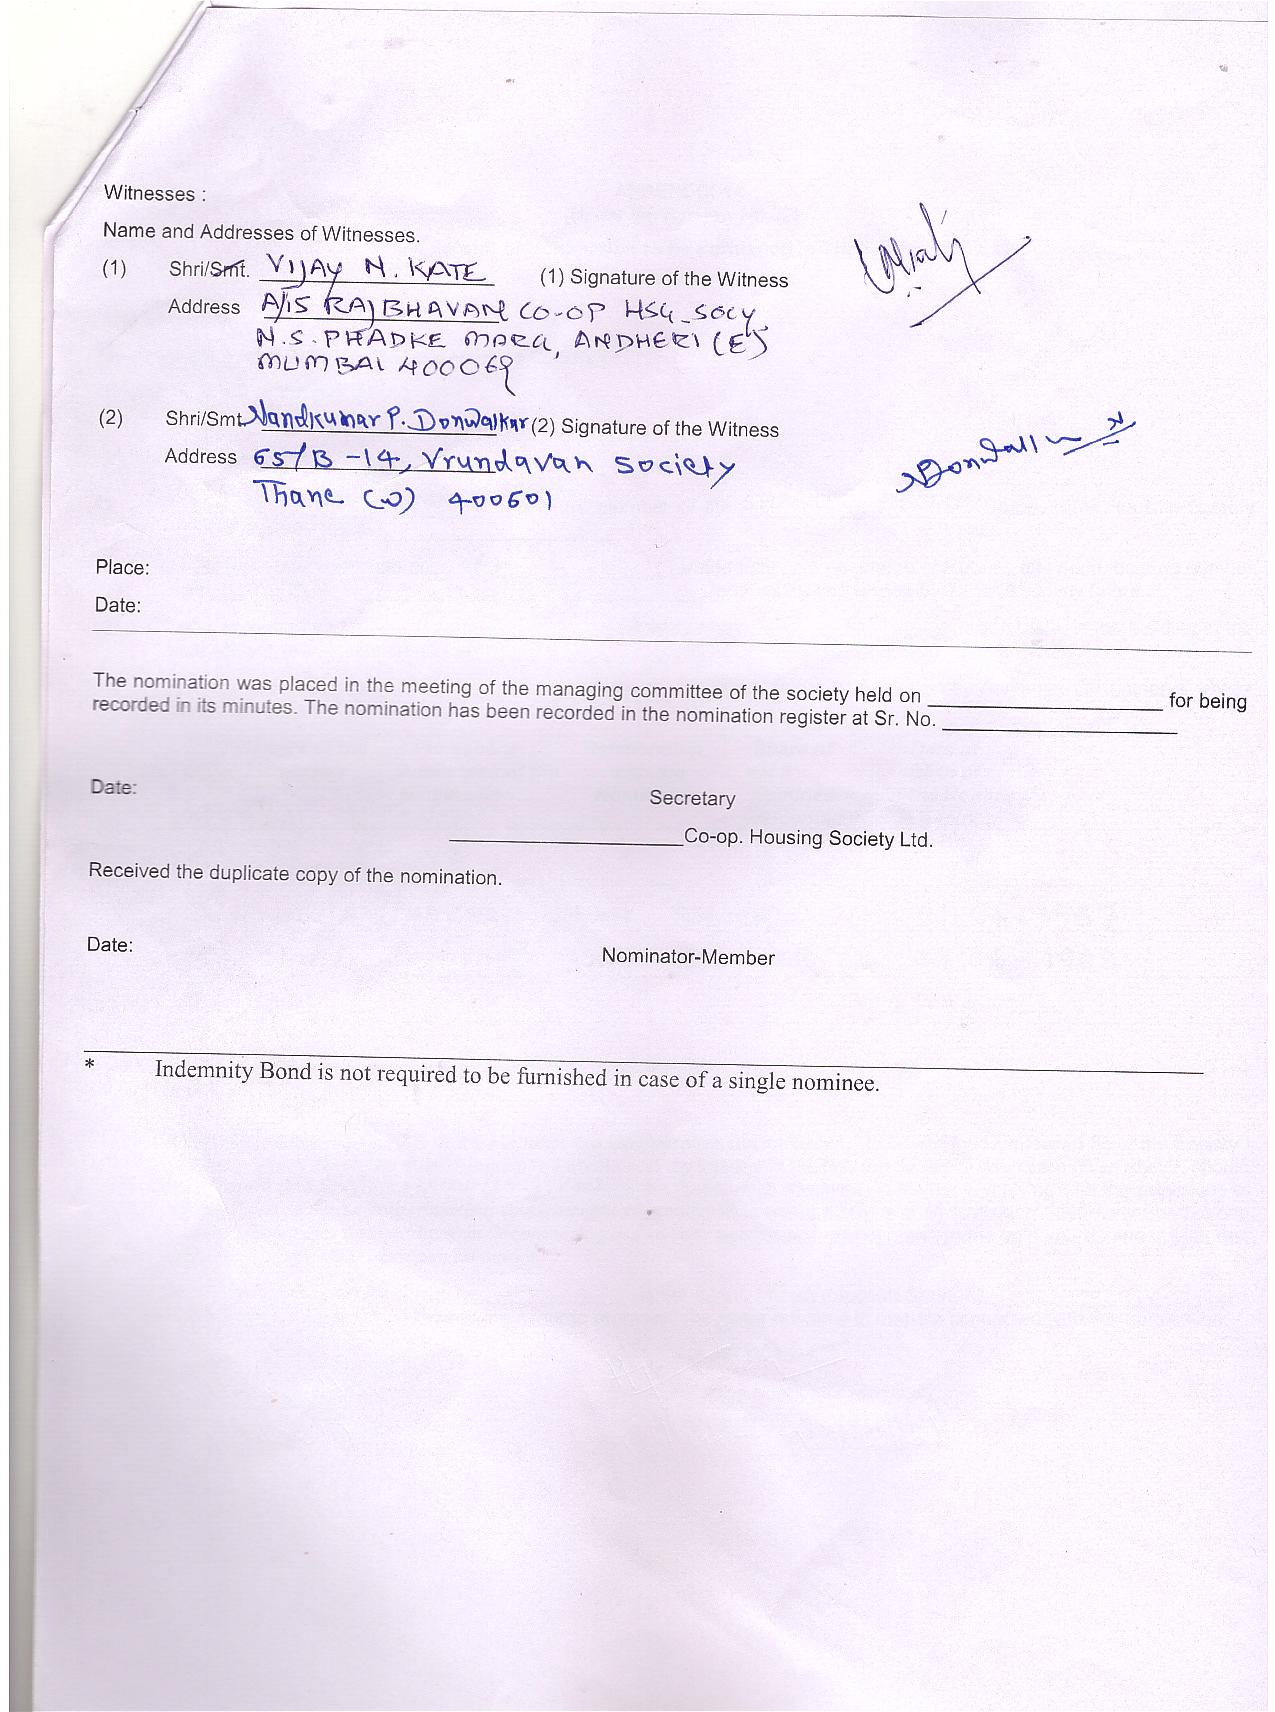 Witnesses :
Name and Addresses of Witnesses.
(1) Shri/Smt. VIJAY N. KATE (1) Signature of the Witness
Address A/15 RAJBHAVAN CO-OP HSG SOCY
N.S. PHADKE MARG, ANDHERI (E)
MUMBAI 400069
(2) Shri/Smt. Nandkumar P. Donwalkar (2) Signature of the Witness
Address 65/B-14, Vrundavan Society
Thane (W) 400601
Place:
Date:
The nomination was placed in the meeting of the managing committee of the society held on ____________________ for being
recorded in its minutes. The nomination has been recorded in the nomination register at Sr. No. ____________________
Date:
Secretary
____________________Co-op. Housing Society Ltd.
Received the duplicate copy of the nomination.
Date:
Nominator-Member
* Indemnity Bond is not required to be furnished in case of a single nominee.